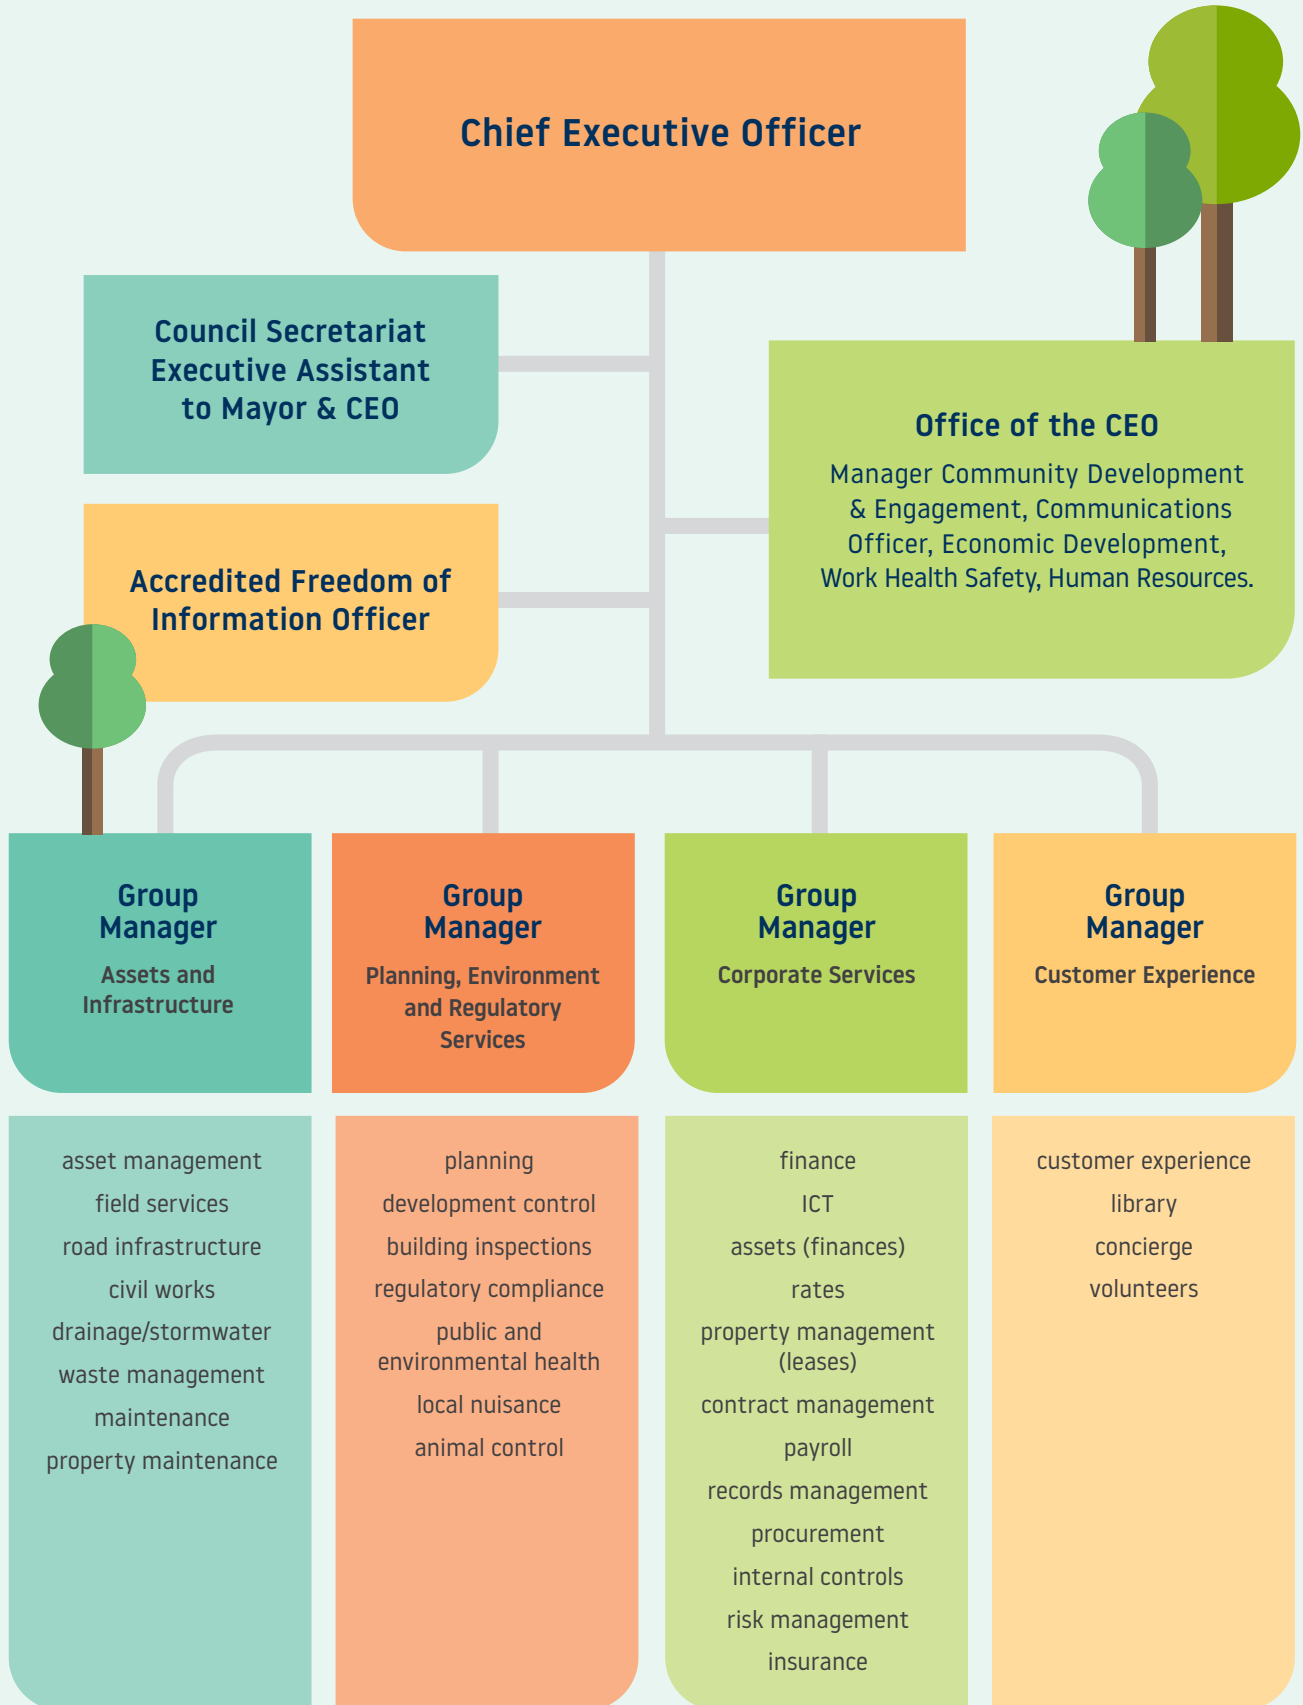 Chief Executive Officer
Council Secretariat
Executive Assistant
to Mayor & CEO
Office of the CEO
Manager Community Development
& Engagement, Communications
Officer, Economic Development,
Work Health Safety, Human Resources.
Accredited Freedom of
Information Officer
Group
Manager
Assets and
Infrastructure
asset management
field services
road infrastructure
civil works
drainage/stormwater
waste management
maintenance
property maintenance
Group
Manager
Planning, Environment
and Regulatory
Services
planning
development control
building inspections
regulatory compliance
public and
environmental health
local nuisance
animal control
Group
Manager
Corporate Services
finance
ICT
assets (finances)
rates
property management
(leases)
contract management
payroll
records management
procurement
internal controls
risk management
insurance
Group
Manager
Customer Experience
customer experience
library
concierge
volunteers